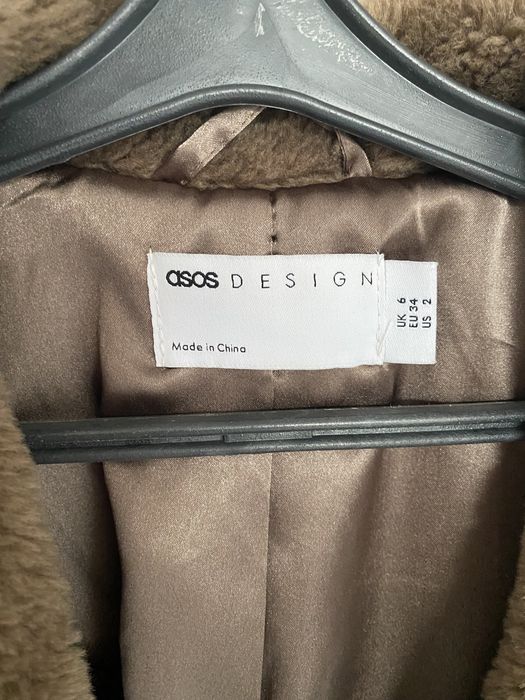 asos DESIGN
Made in China
UK 6
EU 34
US 2